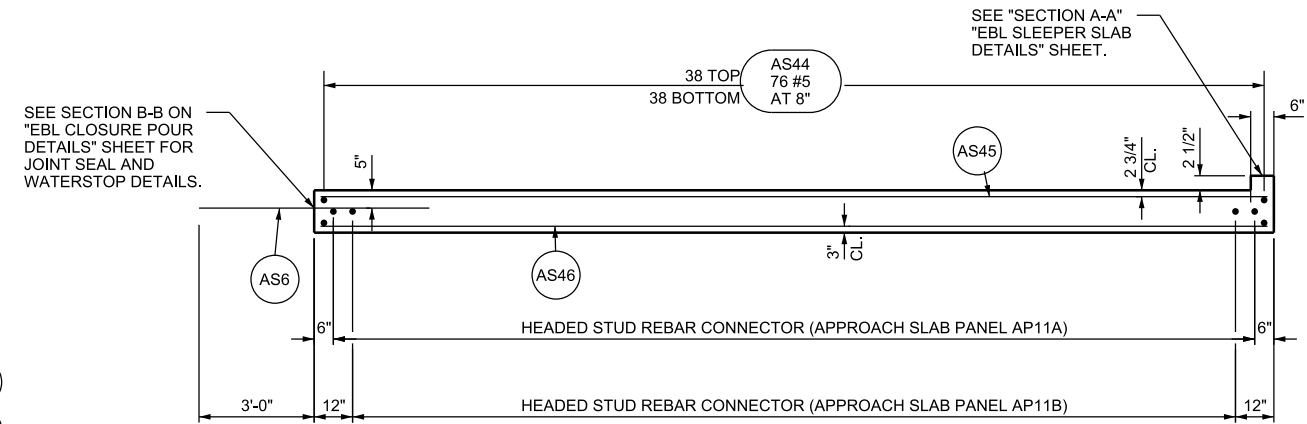 SEE "SECTION A-A"
"EBL SLEEPER SLAB
DETAILS" SHEET.
38 TOP
38 BOTTOM
AS44
76 #5
AT 8"
6"
SEE SECTION B-B ON
"EBL CLOSURE POUR
DETAILS" SHEET FOR
JOINT SEAL AND
WATERSTOP DETAILS.
5"
AS45
2 3/4"
CL.
2 1/2"
AS6
AS46
3"
CL.
6"
HEADED STUD REBAR CONNECTOR (APPROACH SLAB PANEL AP11A)
6"
3'-0"
12"
HEADED STUD REBAR CONNECTOR (APPROACH SLAB PANEL AP11B)
12"